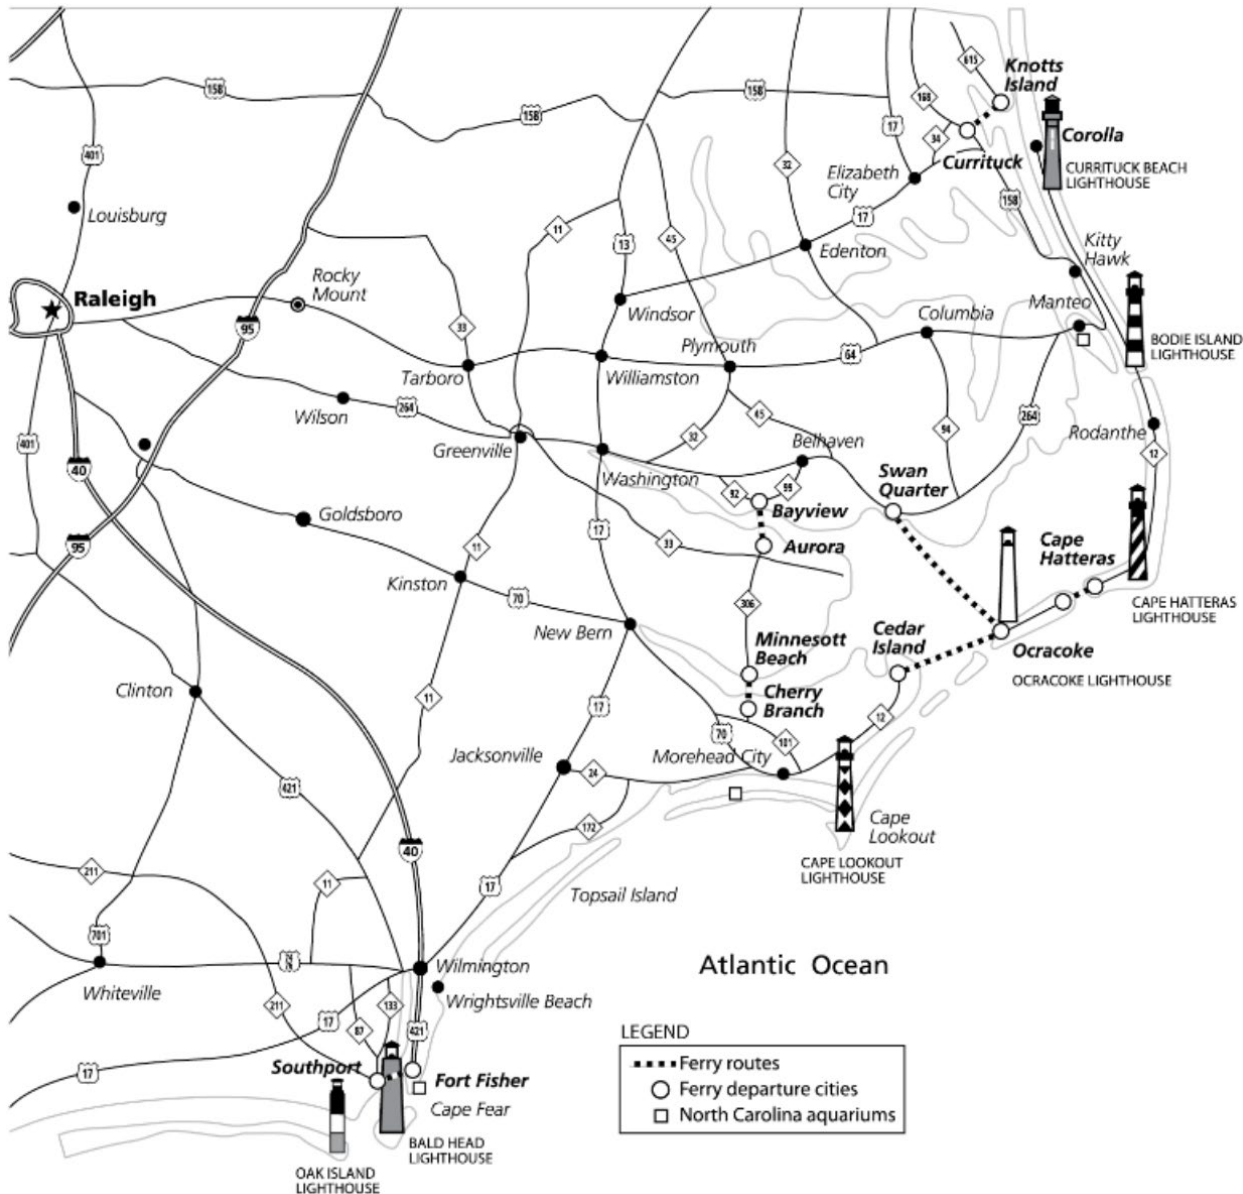 615
Knotts
Island
158
158
158
168
17
34
Corolla
401
Currituck
CURRITUCK BEACH
LIGHTHOUSE
32
Elizabeth
City
158
Louisburg
17
11
45
13
Edenton
Kitty
Hawk
Rocky
Mount
Raleigh
Windsor
Columbia
Manteo
95
33
BODIE ISLAND
LIGHTHOUSE
Plymouth
64
Tarboro
Williamston
Wilson
264
45
264
94
Rodanthe
401
32
Belhaven
Greenville
12
40
Washington
Swan
Quarter
92
99
Bayview
Goldsboro
17
95
11
33
Aurora
Cape
Hatteras
Kinston
70
306
CAPE HATTERAS
LIGHTHOUSE
New Bern
Minnesott
Beach
Cedar
Island
Ocracoke
OCRACOKE LIGHTHOUSE
Clinton
11
17
Cherry
Branch
12
70
101
Jacksonville
Morehead City
24
421
172
Cape
Lookout
40
CAPE LOOKOUT
LIGHTHOUSE
211
11
17
Topsail Island
701
74
76
Wilmington
Atlantic Ocean
Whiteville
Wrightsville Beach
211
133
17
87
421
LEGEND
Southport
Ferry routes
17
Fort Fisher
Ferry departure cities
Cape Fear
North Carolina aquariums
BALD HEAD
LIGHTHOUSE
OAK ISLAND
LIGHTHOUSE